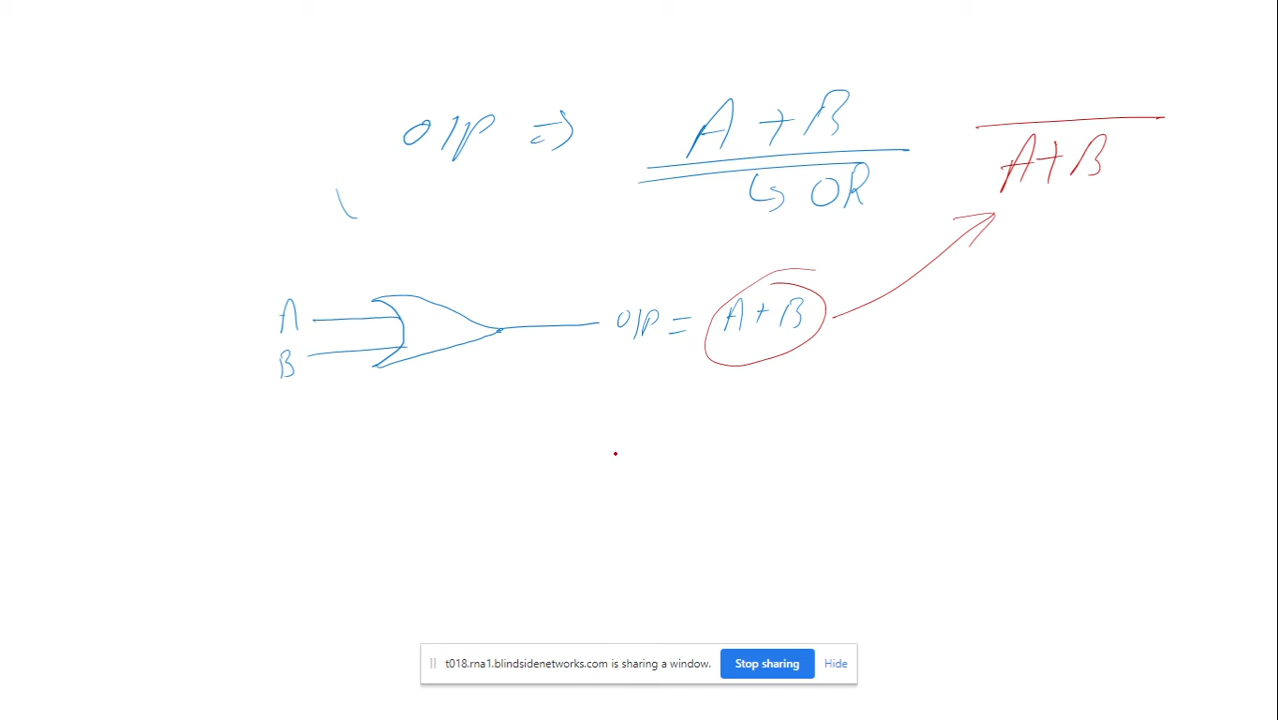 O/P ⇒ A + B
↳ OR
A̅+̅B̅
A
B
O/P = A + B
t018.rna1.blindsidenetworks.com is sharing a window.
Stop sharing
Hide